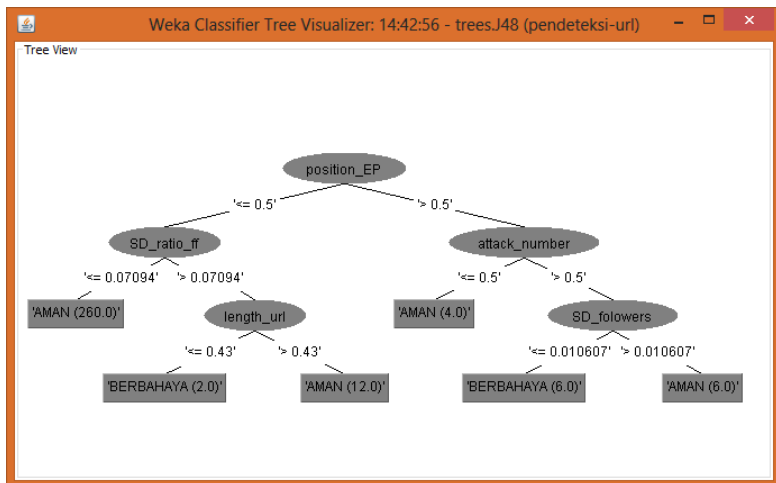 Weka Classifier Tree Visualizer: 14:42:56 - trees.J48 (pendeteksi-url)
Tree View
position_EP
'<= 0.5' '> 0.5'
SD_ratio_ff attack_number
'<= 0.07094' '> 0.07094' '<= 0.5' '> 0.5'
'AMAN (260.0)' length_url 'AMAN (4.0)' SD_folowers
'<= 0.43' '> 0.43' '<= 0.010607' '> 0.010607'
'BERBAHAYA (2.0)' 'AMAN (12.0)' 'BERBAHAYA (6.0)' 'AMAN (6.0)'